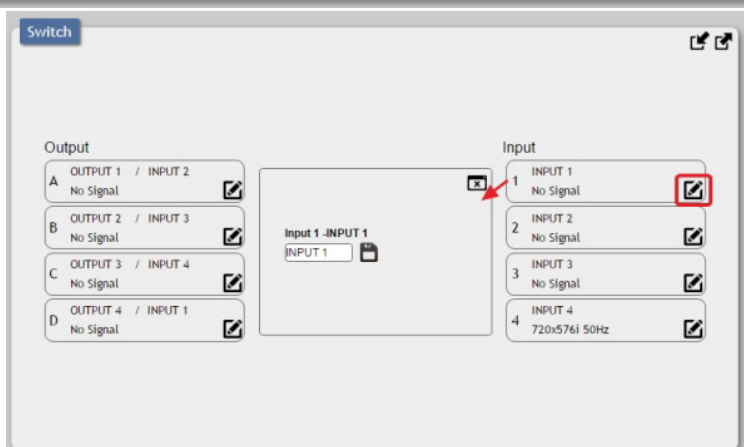 Switch
Output
A
OUTPUT 1 / INPUT 2
No Signal
B
OUTPUT 2 / INPUT 3
No Signal
C
OUTPUT 3 / INPUT 4
No Signal
D
OUTPUT 4 / INPUT 1
No Signal
Input 1 -INPUT 1
INPUT 1
Input
1
INPUT 1
No Signal
2
INPUT 2
No Signal
3
INPUT 3
No Signal
4
INPUT 4
720x576i 50Hz